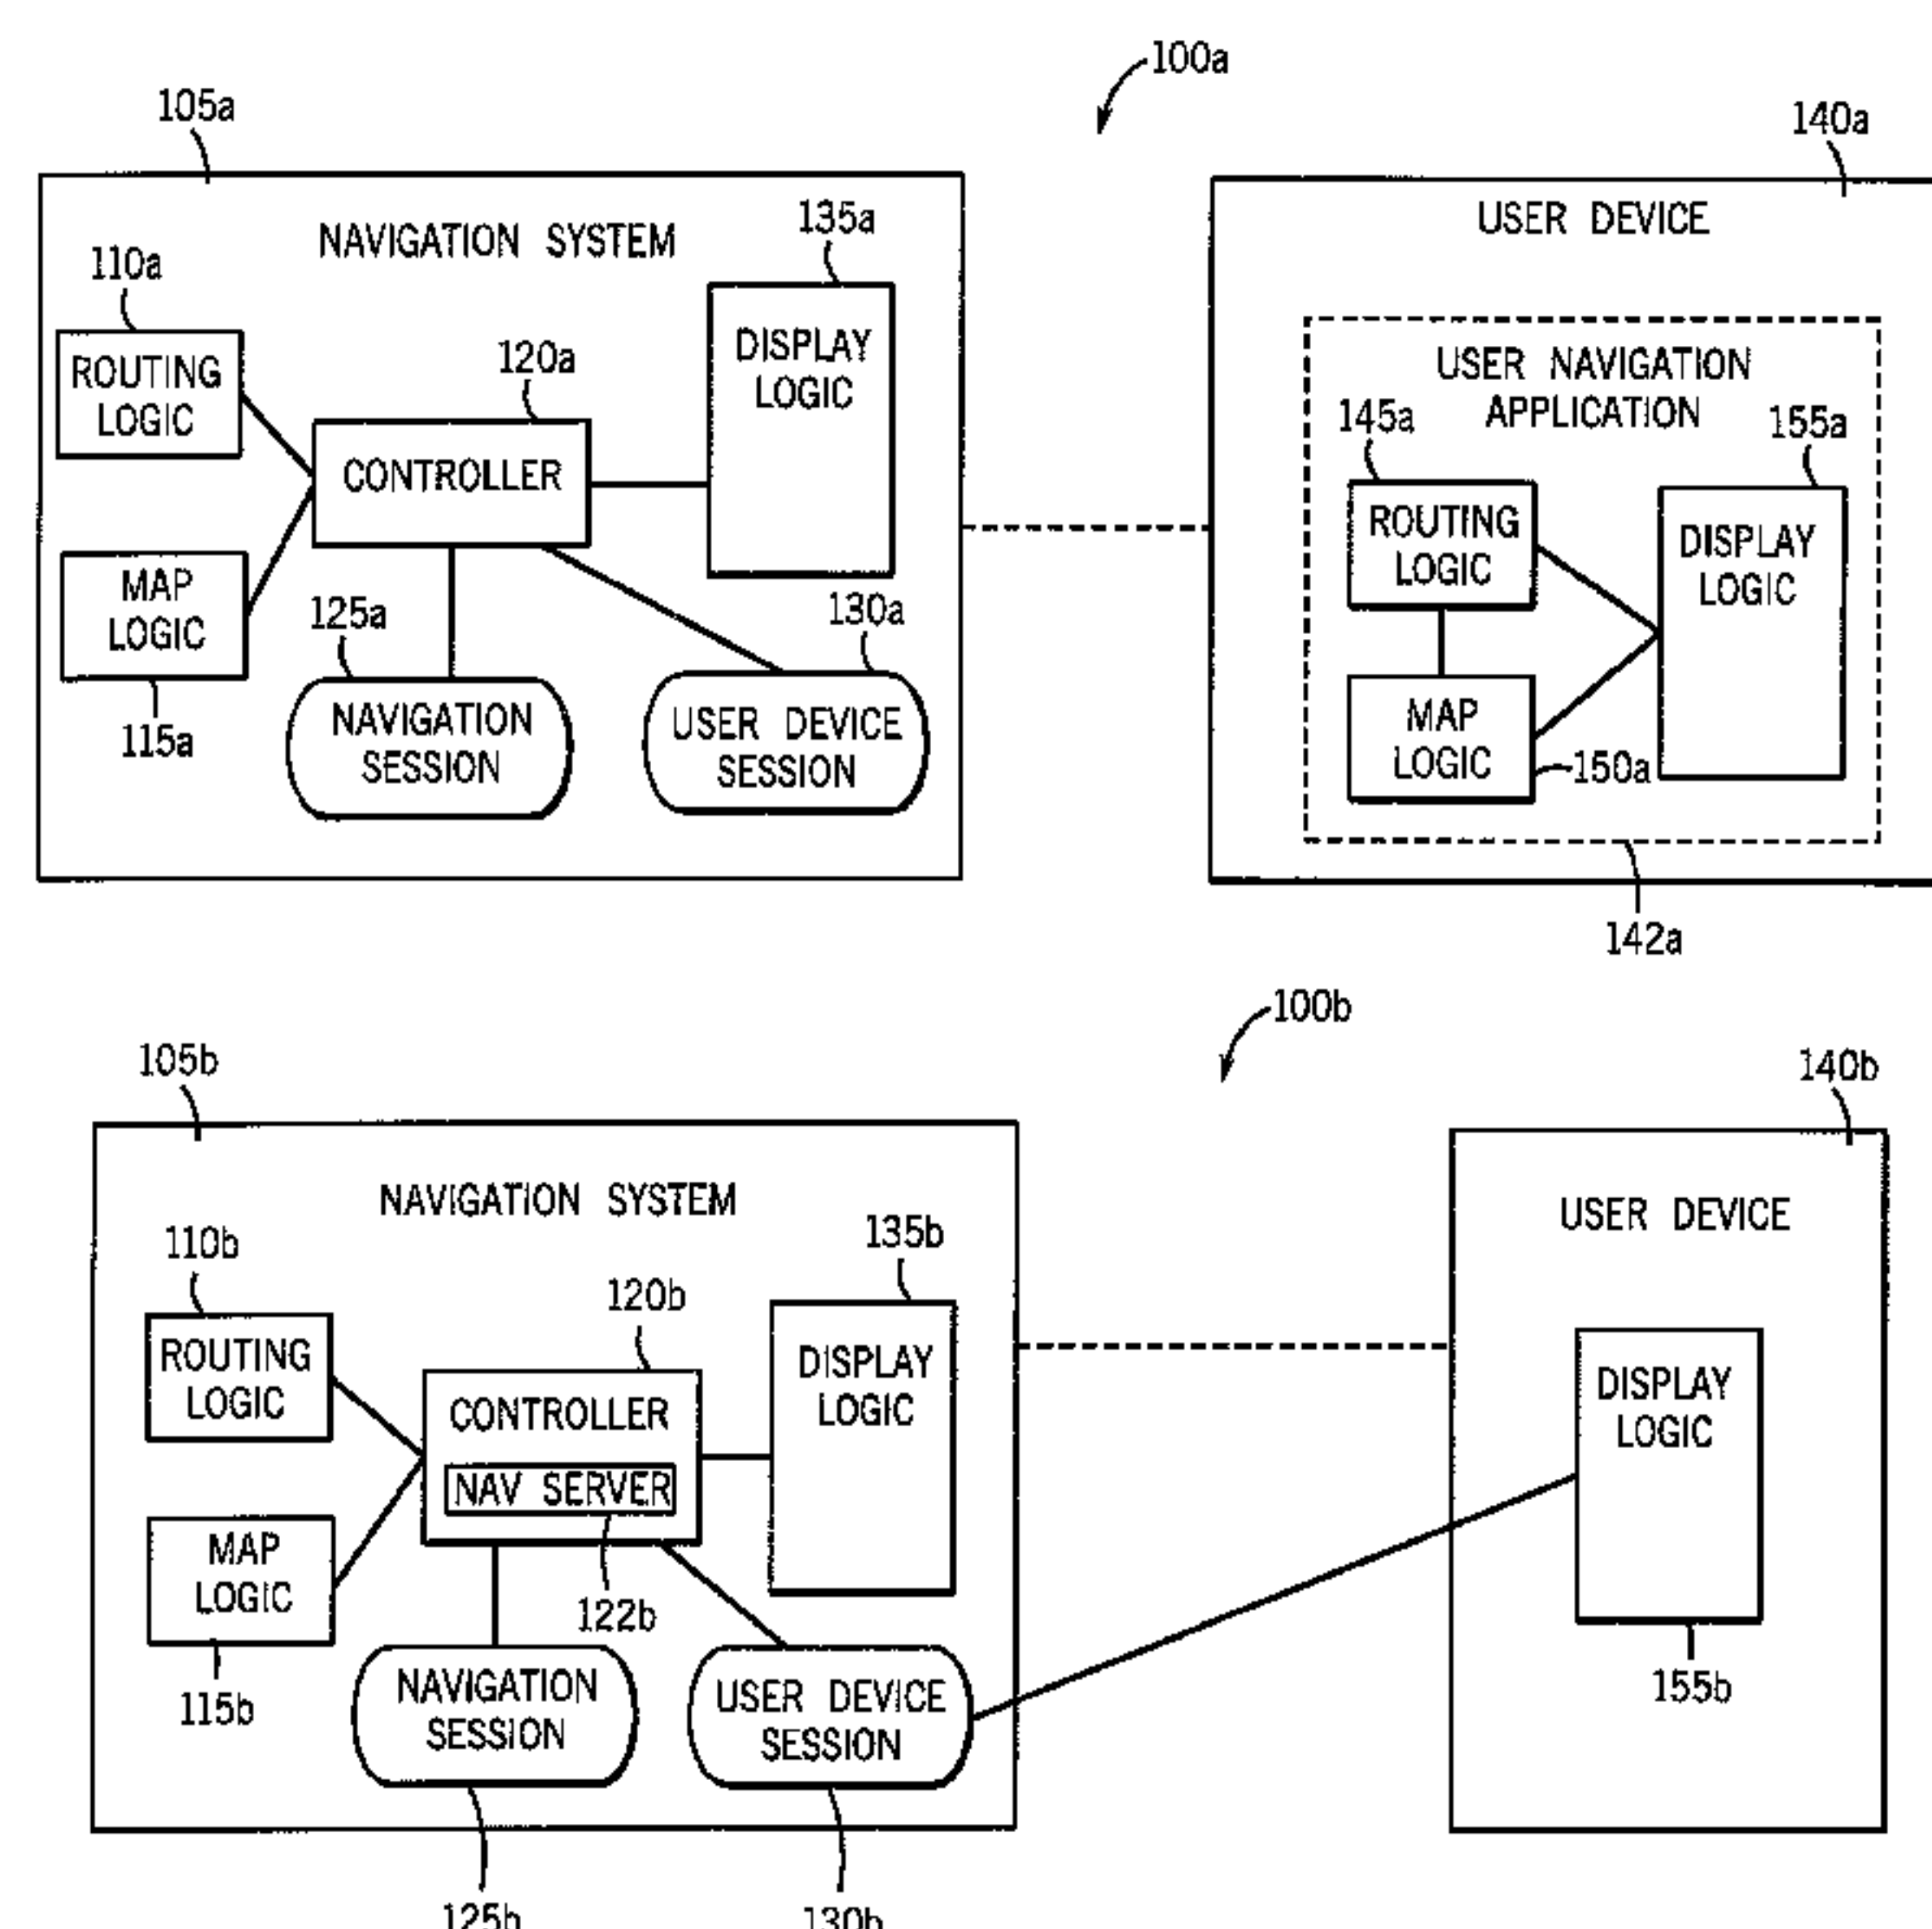 100a
105a
140a
NAVIGATION SYSTEM
135a
USER DEVICE
110a
ROUTING
LOGIC
120a
CONTROLLER
DISPLAY
LOGIC
USER NAVIGATION
APPLICATION
145a
155a
ROUTING
LOGIC
DISPLAY
LOGIC
MAP
LOGIC
115a
125a
130a
NAVIGATION
SESSION
USER DEVICE
SESSION
MAP
LOGIC
150a
142a
100b
105b
140b
NAVIGATION SYSTEM
135b
USER DEVICE
110b
ROUTING
LOGIC
120b
CONTROLLER
NAV SERVER
DISPLAY
LOGIC
DISPLAY
LOGIC
MAP
LOGIC
122b
115b
155b
NAVIGATION
SESSION
USER DEVICE
SESSION
125b
130b